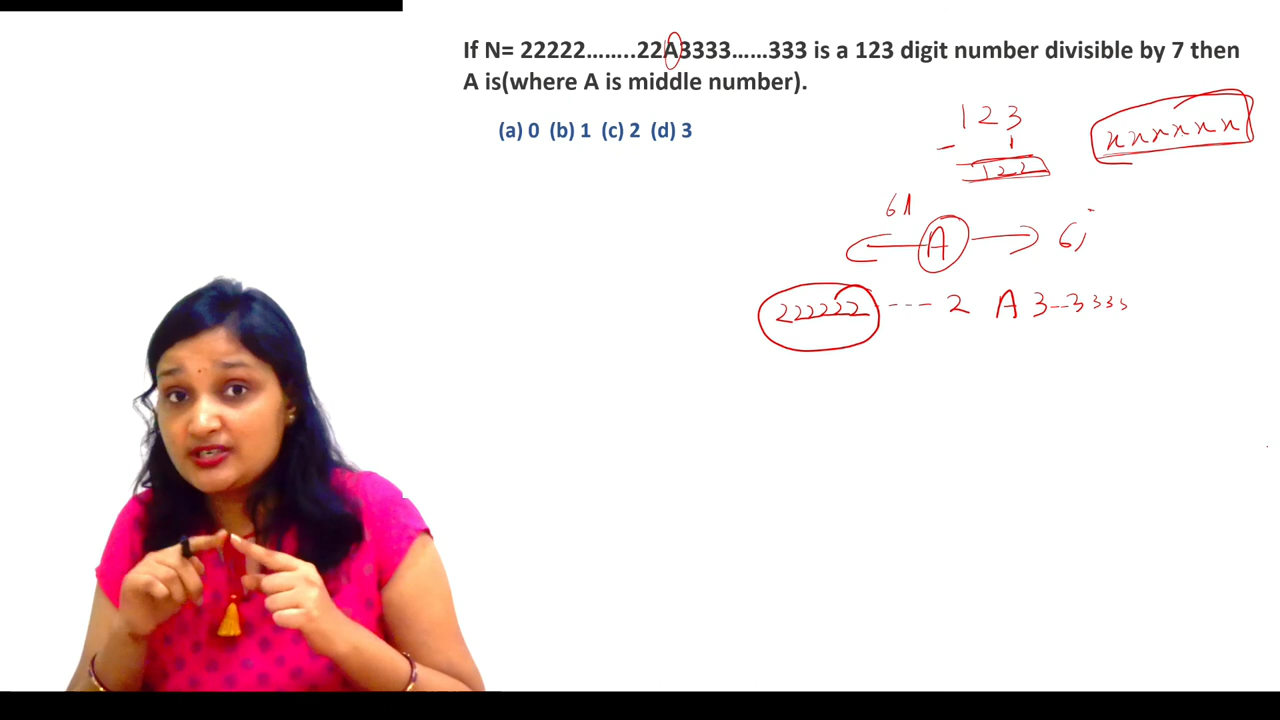 If N= 22222……..22A3333……333 is a 123 digit number divisible by 7 then
A is(where A is middle number).
(a) 0 (b) 1 (c) 2 (d) 3
123
- 1
122
xxxxxx
61
A
222222 --- 2 A 3--3333